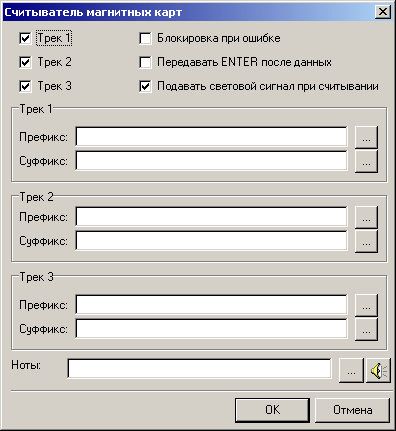 Считыватель магнитных карт
Трек 1 Блокировка при ошибке
Трек 2 Передавать ENTER после данных
Трек 3 Подавать световой сигнал при считывании
Трек 1
Префикс: ...
Суффикс: ...
Трек 2
Префикс: ...
Суффикс: ...
Трек 3
Префикс: ...
Суффикс: ...
Ноты: ...
OK Отмена